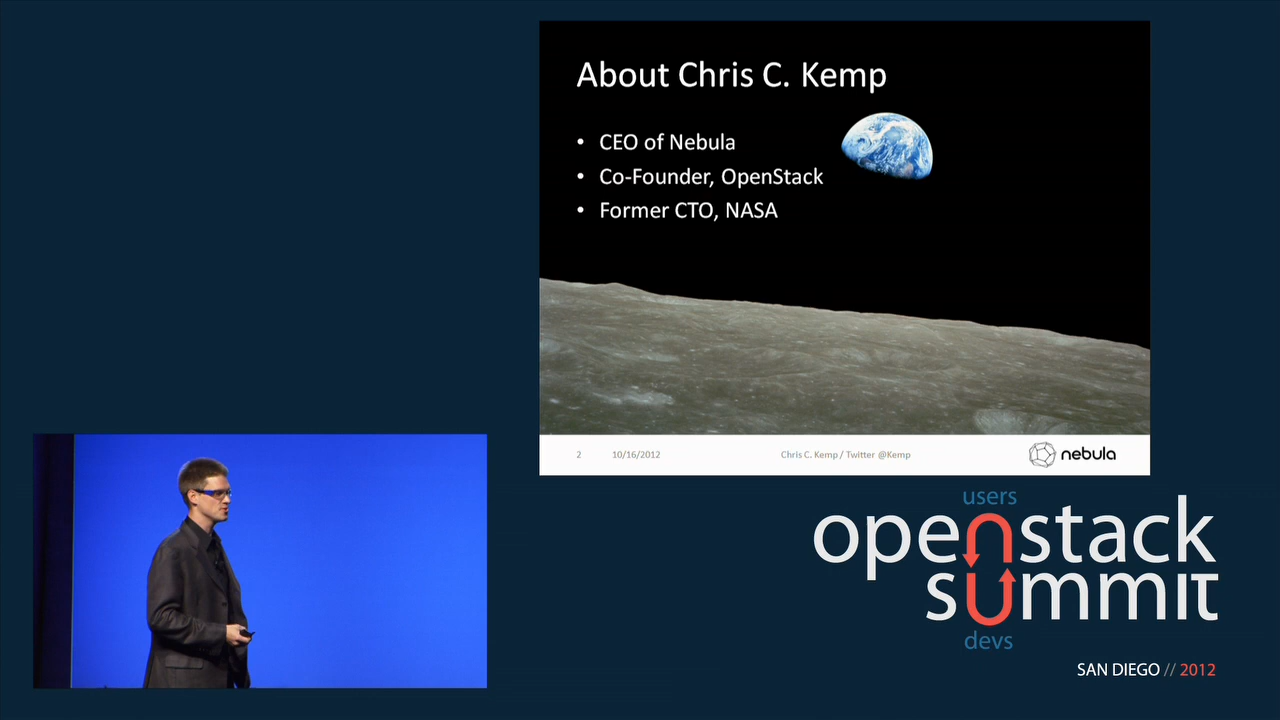 About Chris C. Kemp
• CEO of Nebula
• Co-Founder, OpenStack
• Former CTO, NASA
2 10/16/2012 Chris C. Kemp / Twitter @Kemp nebula
users
openstack
summit
devs
SAN DIEGO // 2012